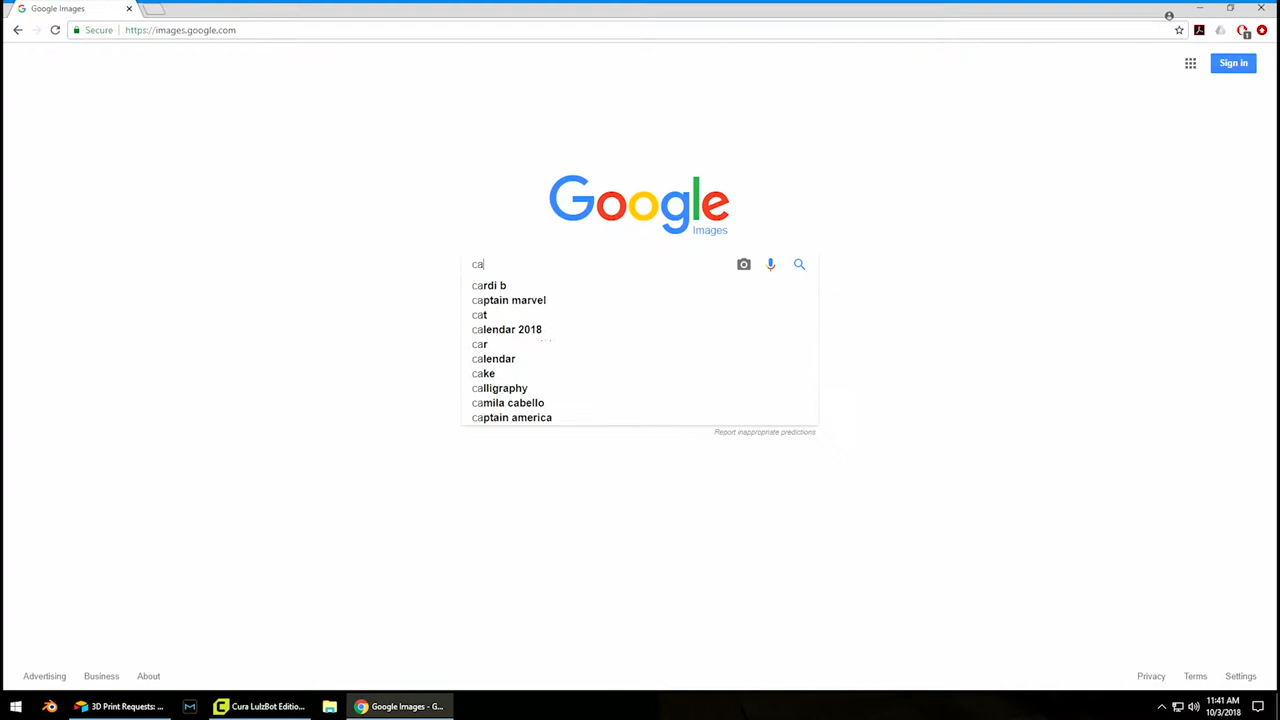 Google Images
Secure
https://images.google.com
1
Sign in
Google
Images
ca
cardi b
captain marvel
cat
calendar 2018
car
calendar
cake
calligraphy
camila cabello
captain america
Report inappropriate predictions
Advertising Business About
Privacy Terms Settings
3D Print Requests: ...
Cura LulzBot Editio...
Google Images - G...
11:41 AM
10/3/2018